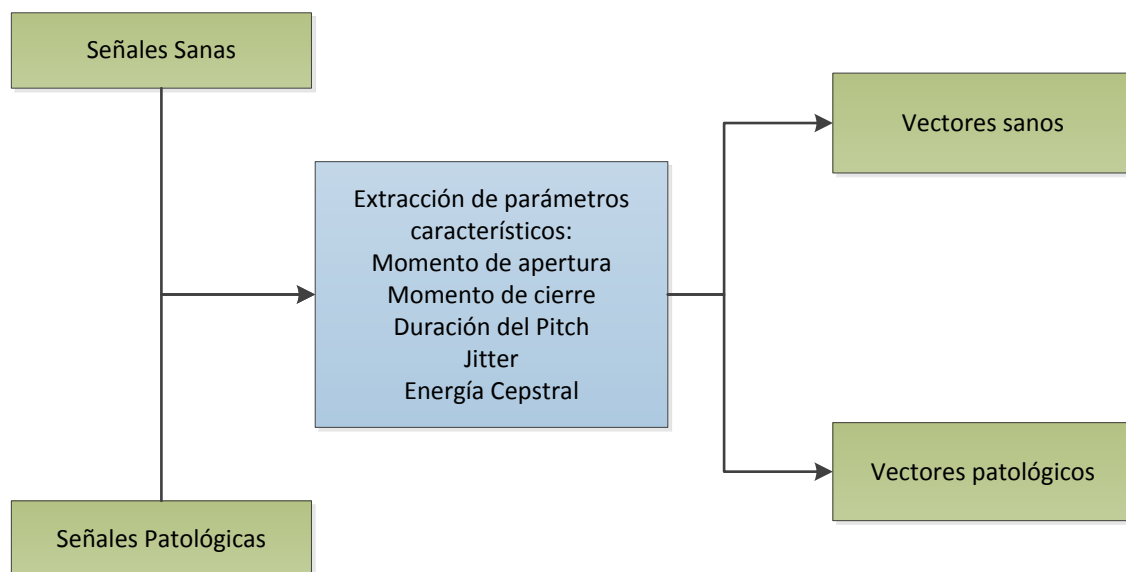 Señales Sanas
Vectores sanos
Extracción de parámetros
característicos:
Momento de apertura
Momento de cierre
Duración del Pitch
Jitter
Energía Cepstral
Vectores patológicos
Señales Patológicas